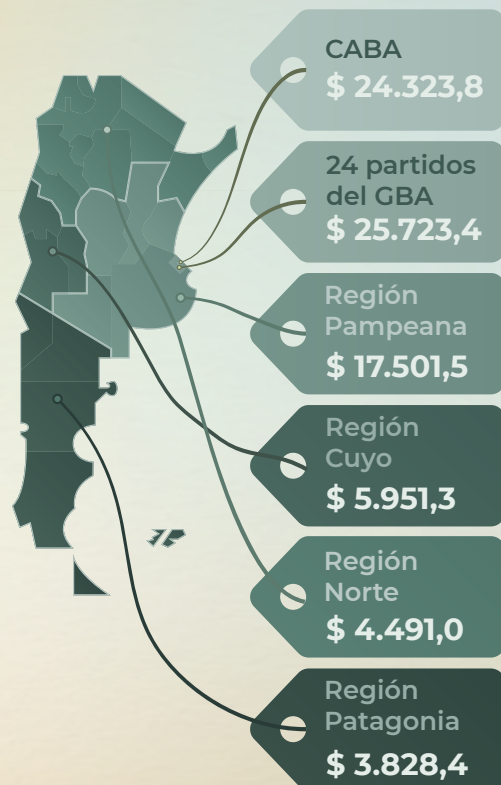 CABA
$ 24.323,8
24 partidos
del GBA
$ 25.723,4
Región
Pampeana
$ 17.501,5
Región
Cuyo
$ 5.951,3
Región
Norte
$ 4.491,0
Región
Patagonia
$ 3.828,4